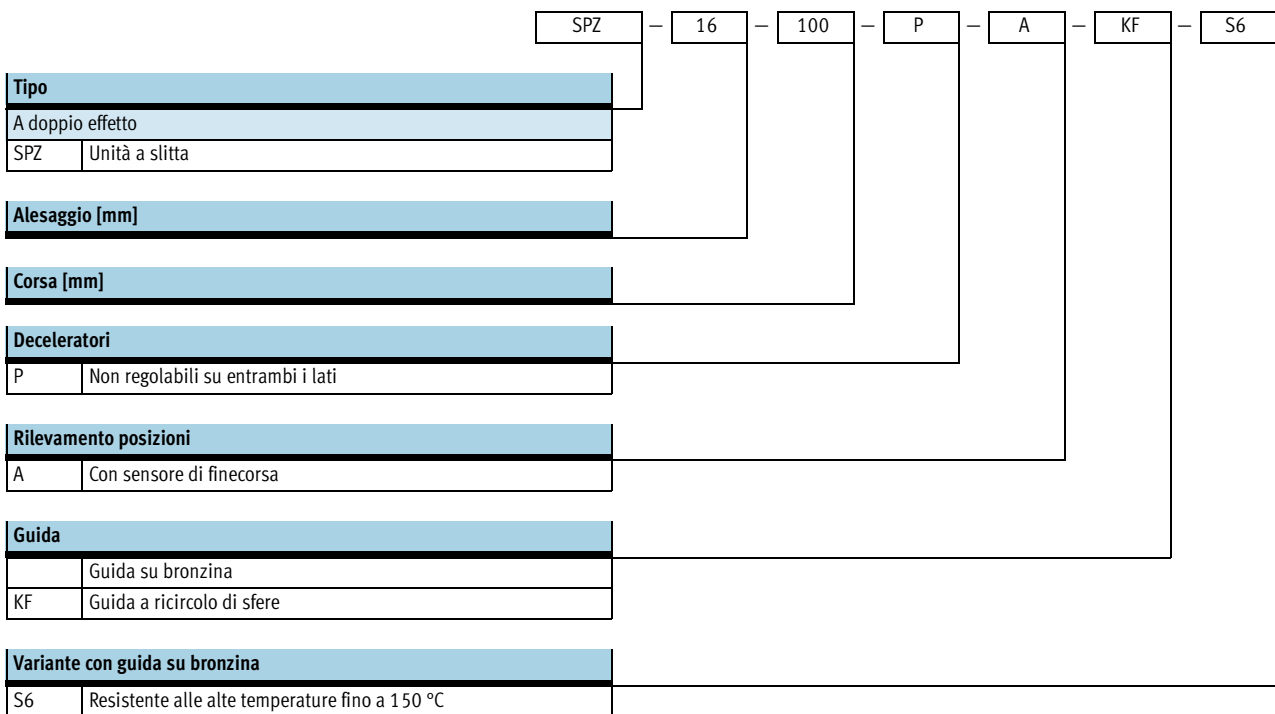 SPZ — 16 — 100 — P — A — KF — S6
Tipo
A doppio effetto
SPZ Unità a slitta
Alesaggio [mm]
Corsa [mm]
Deceleratori
P Non regolabili su entrambi i lati
Rilevamento posizioni
A Con sensore di finecorsa
Guida
Guida su bronzina
KF Guida a ricircolo di sfere
Variante con guida su bronzina
S6 Resistente alle alte temperature fino a 150 °C